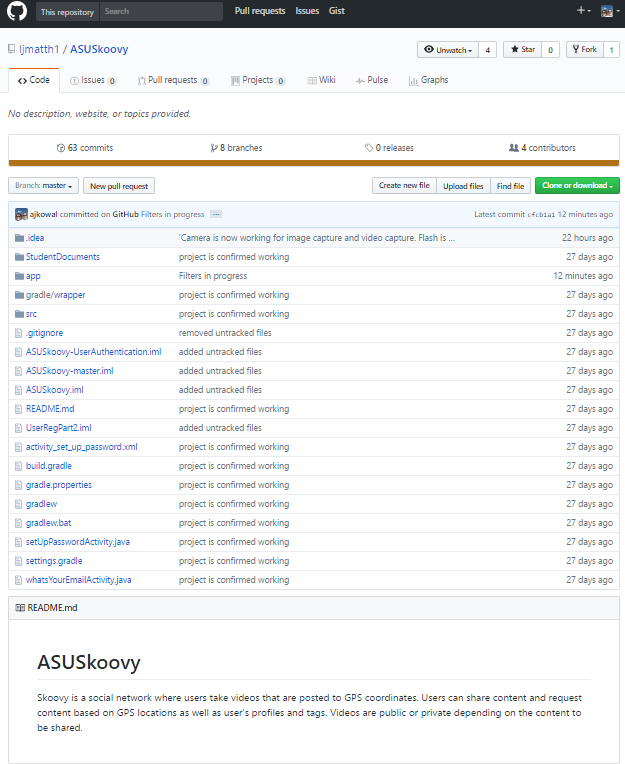 This repository Search Pull requests Issues Gist
ljmatth1 / ASUSkoovy Unwatch 4 Star 0 Fork 1
Code Issues 0 Pull requests 0 Projects 0 Wiki Pulse Graphs
No description, website, or topics provided.
63 commits 8 branches 0 releases 4 contributors
Branch: master New pull request Create new file Upload files Find file Clone or download
ajkowal committed on GitHub Filters in progress ... Latest commit cfcb1a1 12 minutes ago
.idea 'Camera is now working for image capture and video capture. Flash is ... 22 hours ago
StudentDocuments project is confirmed working 27 days ago
app Filters in progress 12 minutes ago
gradle/wrapper project is confirmed working 27 days ago
src project is confirmed working 27 days ago
.gitignore removed untracked files 27 days ago
ASUSkoovy-UserAuthentication.iml added untracked files 27 days ago
ASUSkoovy-master.iml added untracked files 27 days ago
ASUSkoovy.iml added untracked files 27 days ago
README.md project is confirmed working 27 days ago
UserRegPart2.iml added untracked files 27 days ago
activity_set_up_password.xml project is confirmed working 27 days ago
build.gradle project is confirmed working 27 days ago
gradle.properties project is confirmed working 27 days ago
gradlew project is confirmed working 27 days ago
gradlew.bat project is confirmed working 27 days ago
setUpPasswordActivity.java project is confirmed working 27 days ago
settings.gradle project is confirmed working 27 days ago
whatsYourEmailActivity.java project is confirmed working 27 days ago
README.md
ASUSkoovy
Skoovy is a social network where users take videos that are posted to GPS coordinates. Users can share content and request
content based on GPS locations as well as user's profiles and tags. Videos are public or private depending on the content to
be shared.